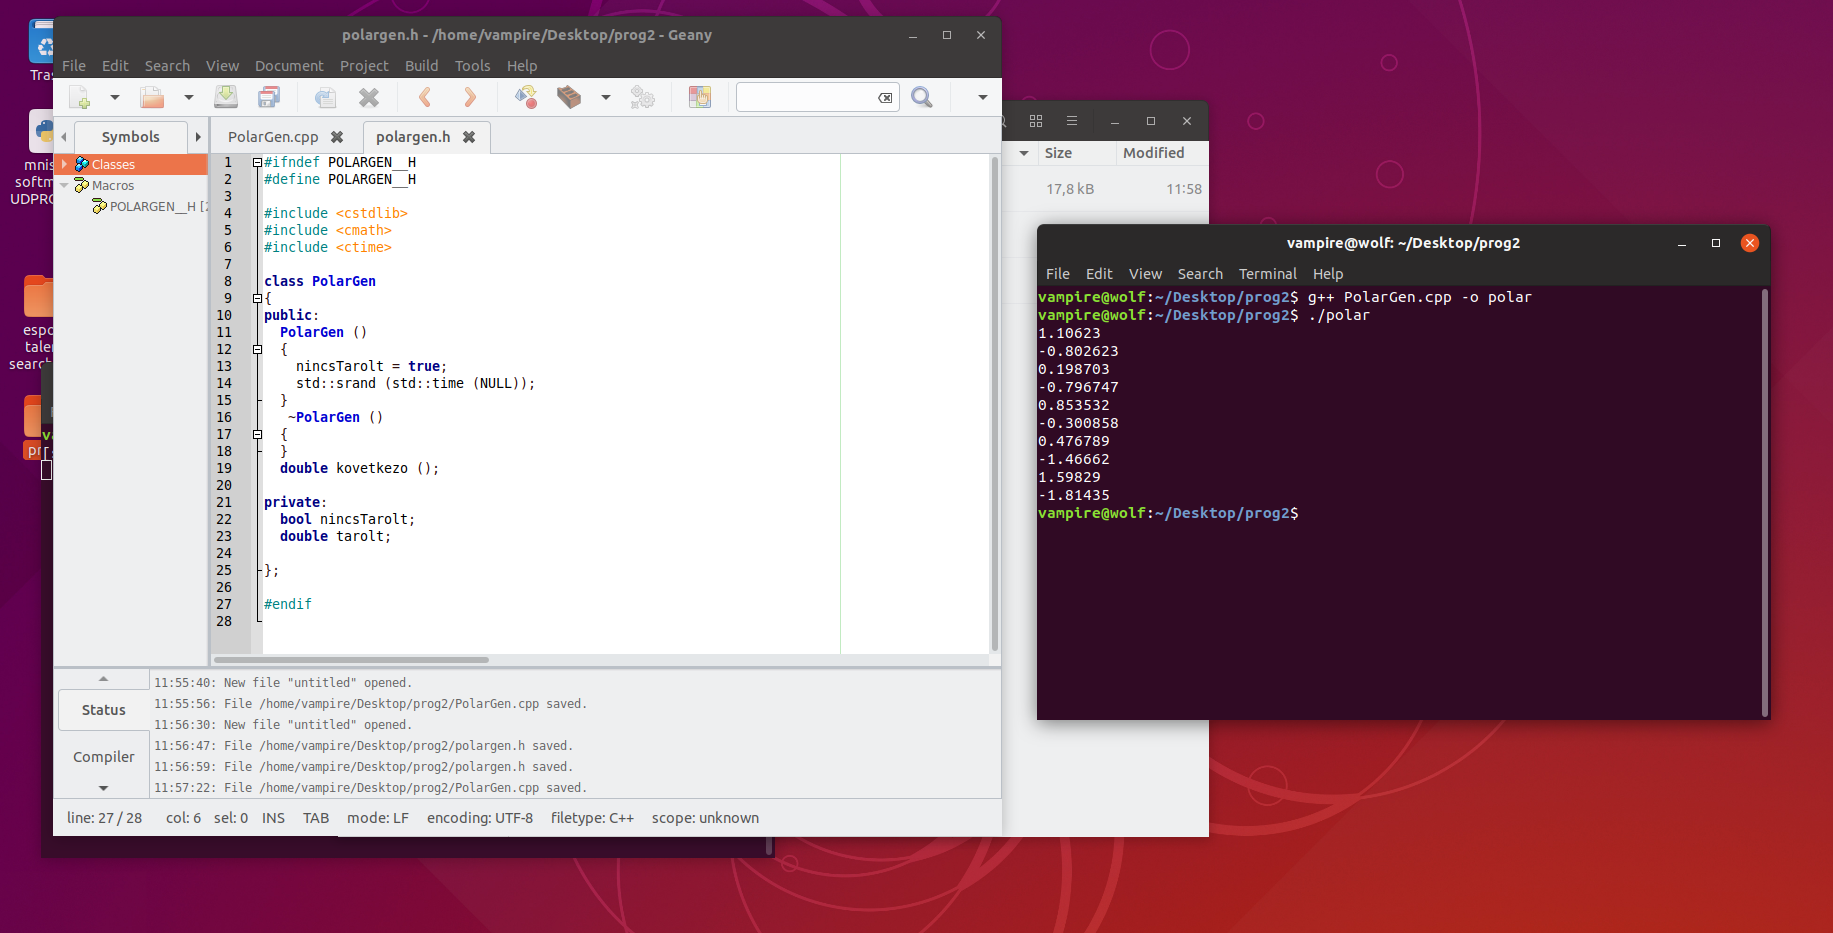 polargen.h - /home/vampire/Desktop/prog2 - Geany
File Edit Search View Document Project Build Tools Help
Symbols
PolarGen.cpp
polargen.h
Classes
Macros
POLARGEN__H
1 #ifndef POLARGEN__H
2 #define POLARGEN__H
3
4 #include <cstdlib>
5 #include <cmath>
6 #include <ctime>
7
8 class PolarGen
9 {
10 public:
11   PolarGen ()
12   {
13     nincsTarolt = true;
14     std::srand (std::time (NULL));
15   }
16    ~PolarGen ()
17   {
18   }
19   double kovetkezo ();
20
21 private:
22   bool nincsTarolt;
23   double tarolt;
24
25 };
26
27 #endif
28
Status
Compiler
11:55:40: New file "untitled" opened.
11:55:56: File /home/vampire/Desktop/prog2/PolarGen.cpp saved.
11:56:30: New file "untitled" opened.
11:56:47: File /home/vampire/Desktop/prog2/polargen.h saved.
11:56:59: File /home/vampire/Desktop/prog2/polargen.h saved.
11:57:22: File /home/vampire/Desktop/prog2/PolarGen.cpp saved.
line: 27 / 28 col: 6 sel: 0 INS TAB mode: LF encoding: UTF-8 filetype: C++ scope: unknown
Size Modified
17,8 kB 11:58
vampire@wolf: ~/Desktop/prog2
File Edit View Search Terminal Help
vampire@wolf:~/Desktop/prog2$ g++ PolarGen.cpp -o polar
vampire@wolf:~/Desktop/prog2$ ./polar
1.10623
-0.802623
0.198703
-0.796747
0.853532
-0.300858
0.476789
-1.46662
1.59829
-1.81435
vampire@wolf:~/Desktop/prog2$